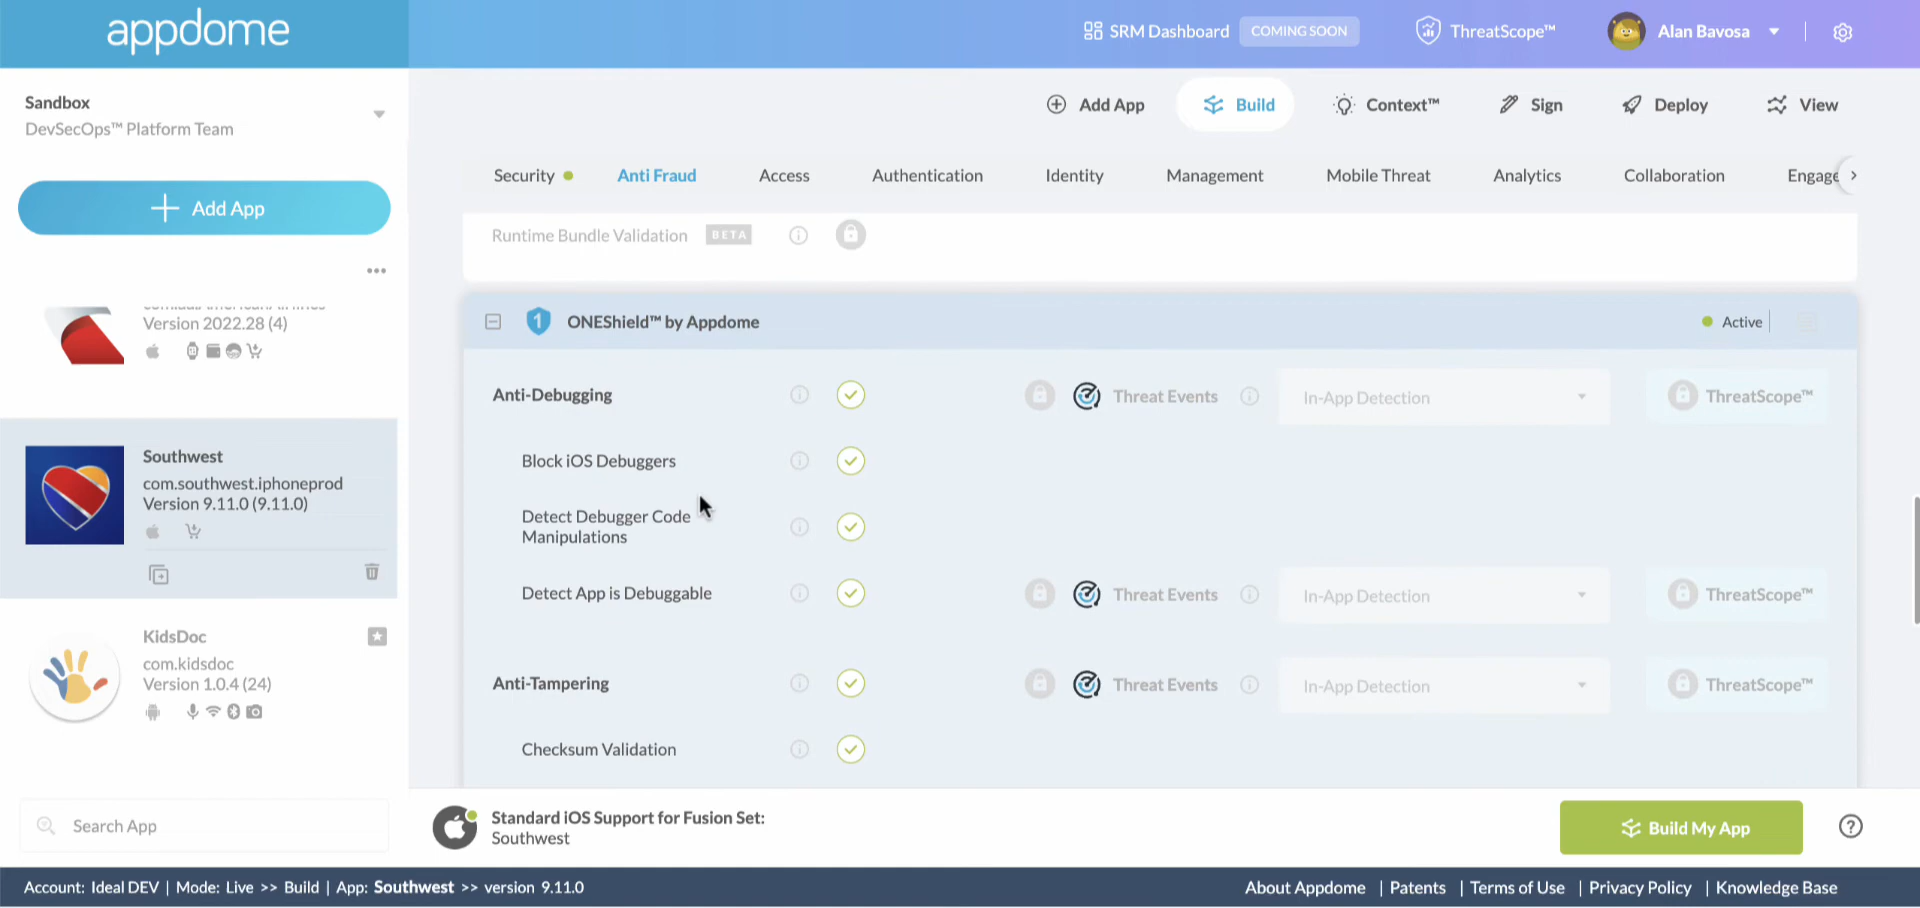 appdome
SRM Dashboard COMING SOON ThreatScope™ Alan Bavosa
Sandbox
DevSecOps™ Platform Team
Add App Build Context™ Sign Deploy View
Security Anti Fraud Access Authentication Identity Management Mobile Threat Analytics Collaboration Engage
Add App
Runtime Bundle Validation BETA
Version 2022.28 (4)
ONEShield™ by Appdome Active
Anti-Debugging Threat Events In-App Detection ThreatScope™
Block iOS Debuggers
Southwest
com.southwest.iphoneprod
Version 9.11.0 (9.11.0)
Detect Debugger Code
Manipulations
Detect App is Debuggable Threat Events In-App Detection ThreatScope™
KidsDoc
com.kidsdoc
Version 1.0.4 (24)
Anti-Tampering Threat Events In-App Detection ThreatScope™
Checksum Validation
Search App
Standard iOS Support for Fusion Set:
Southwest
Build My App
Account: Ideal DEV | Mode: Live >> Build | App: Southwest >> version 9.11.0
About Appdome | Patents | Terms of Use | Privacy Policy | Knowledge Base